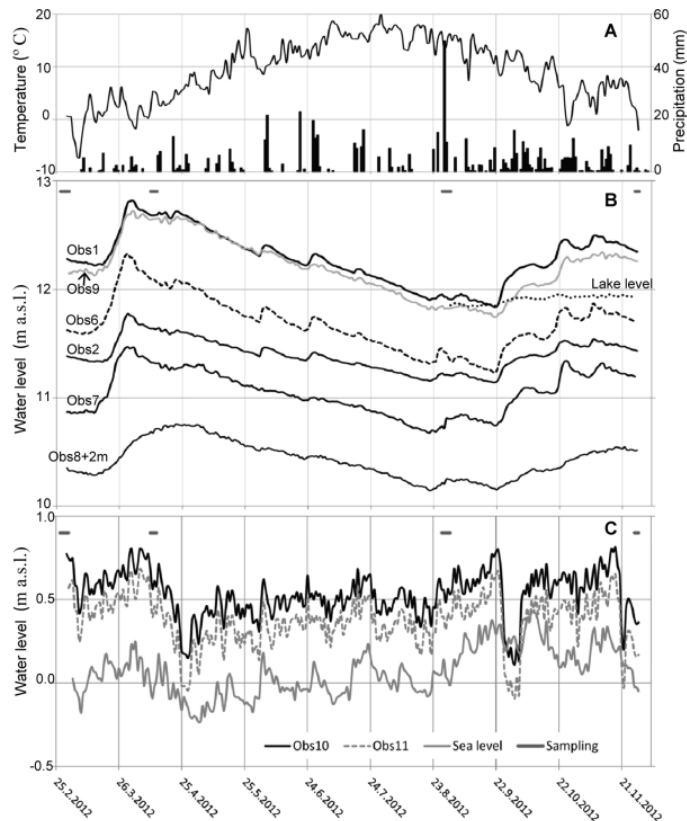 A
Temperature (° C)
20
10
0
-10
Precipitation (mm)
60
40
20
0
B
Water level (m a.s.l.)
13
12
11
10
Obs1
Obs9
Obs6
Obs2
Obs7
Obs8+2m
Lake level
C
Water level (m a.s.l.)
1.0
0.5
0.0
-0.5
Obs10 Obs11 Sea level Sampling
25.2.2012 26.3.2012 25.4.2012 25.5.2012 24.6.2012 24.7.2012 23.8.2012 22.9.2012 22.10.2012 21.11.2012